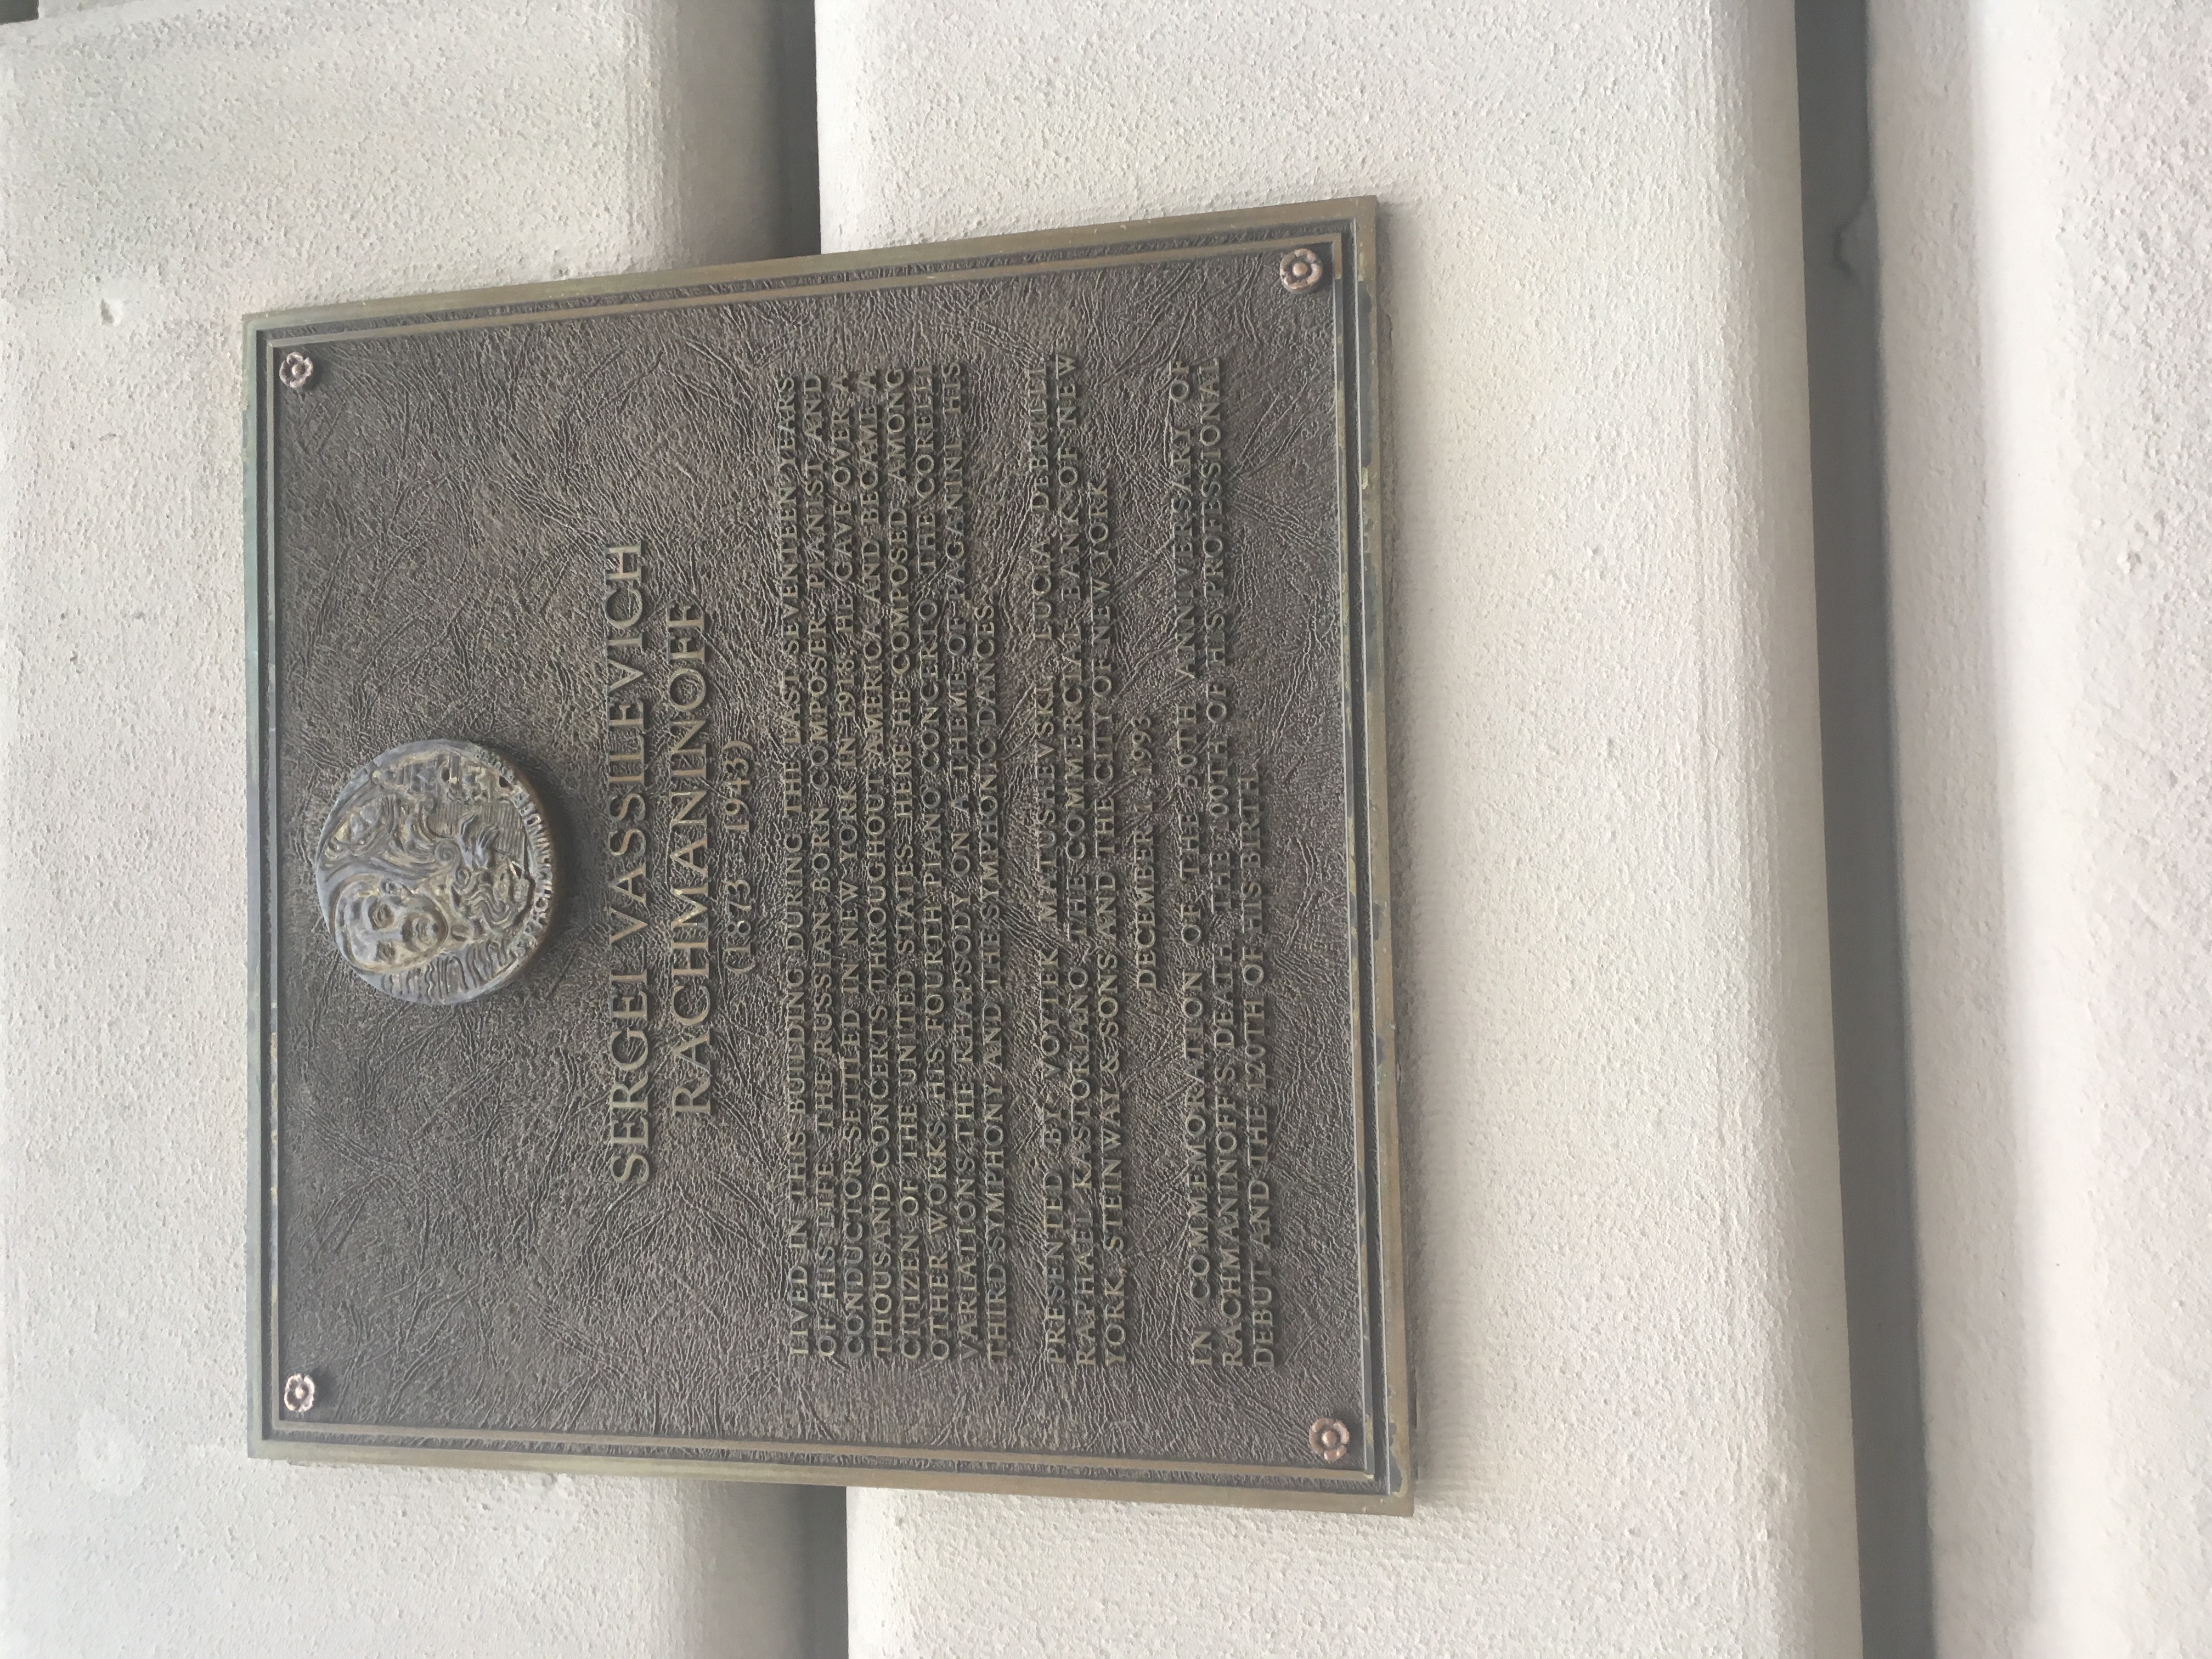 RACHMANINOFF
SERGEI VASSILEVICH
RACHMANINOFF
(1873 1943)
LIVED IN THIS BUILDING DURING THE LAST SEVENTEEN YEARS
OF HIS LIFE. THE RUSSIAN BORN COMPOSER, PIANIST AND
CONDUCTOR SETTLED IN NEW YORK IN 1918. HE GAVE OVER A
THOUSAND CONCERTS THROUGHOUT AMERICA AND BECAME A
CITIZEN OF THE UNITED STATES. HERE HE COMPOSED, AMONG
OTHER WORKS, HIS FOURTH PIANO CONCERTO, THE CORELLI
VARIATIONS, THE RHAPSODY ON A THEME OF PAGANINI, HIS
THIRD SYMPHONY AND THE SYMPHONIC DANCES.
PRESENTED BY VOYTEK MATUSHEVSKI, LUCIA DEBRILLI
RAPHAEL KASTORIANO, THE COMMERCIAL BANK OF NEW
YORK, STEINWAY & SONS AND THE CITY OF NEW YORK
DECEMBER 1, 1993
IN COMMEMORATION OF THE 50TH ANNIVERSARY OF
RACHMANINOFF'S DEATH, THE 100TH OF HIS PROFESSIONAL
DEBUT AND THE 120TH OF HIS BIRTH.